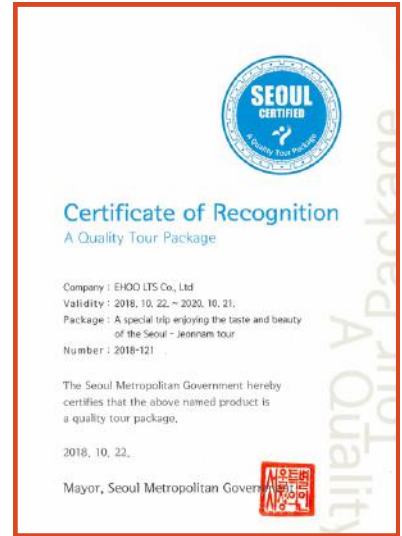 SEOUL
CERTIFIED
A Quality Tour Package
Certificate of Recognition
A Quality Tour Package
Company : EHOO LTS Co., Ltd
Validity : 2018. 10. 22. ~ 2020. 10. 21.
Package : A special trip enjoying the taste and beauty
of the Seoul - Jeonnam tour
Number : 2018-121
The Seoul Metropolitan Government hereby
certifies that the above named product is
a quality tour package.
2018. 10. 22.
Mayor, Seoul Metropolitan Government
A Quality
Tour Package